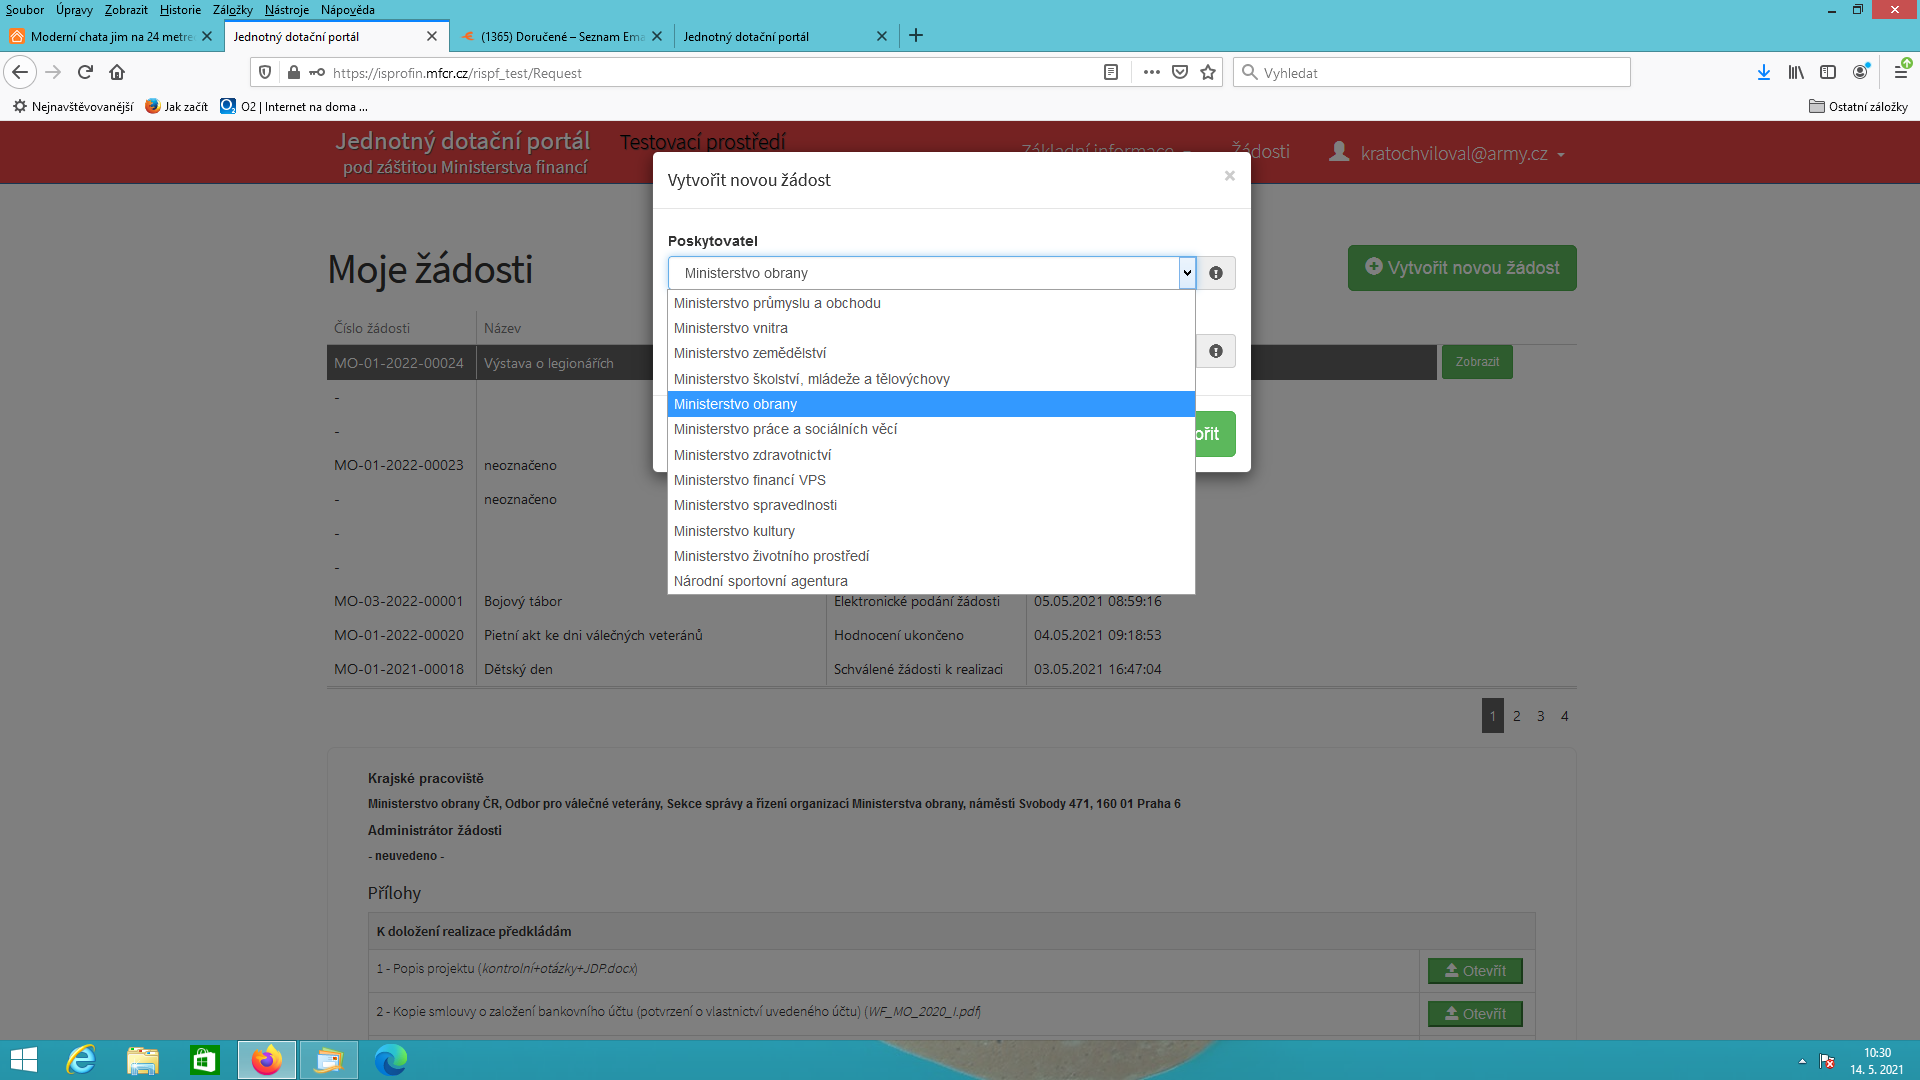 Soubor Úpravy Zobrazit Historie Záložky Nástroje Nápověda
Moderní chata jim na 24 metre
Jednotný dotační portál
(1365) Doručené – Seznam Ema
Jednotný dotační portál
https://isprofin.mfcr.cz/rispf_test/Request
Vyhledat
Nejnavštěvovanější Jak začít O2 | Internet na doma ... Ostatní záložky
Jednotný dotační portál
pod záštitou Ministerstva financí
Testovací prostředí
Základní informace Žádosti kratochviloval@army.cz
Vytvořit novou žádost ×
Poskytovatel
Ministerstvo obrany
Ministerstvo průmyslu a obchodu
Ministerstvo vnitra
Ministerstvo zemědělství
Ministerstvo školství, mládeže a tělovýchovy
Ministerstvo obrany
Ministerstvo práce a sociálních věcí
Ministerstvo zdravotnictví
Ministerstvo financí VPS
Ministerstvo spravedlnosti
Ministerstvo kultury
Ministerstvo životního prostředí
Národní sportovní agentura
ořit
Moje žádosti
Vytvořit novou žádost
Číslo žádosti Název
MO-01-2022-00024 Výstava o legionářích Zobrazit
-
-
MO-01-2022-00023 neoznačeno
- neoznačeno
-
-
MO-03-2022-00001 Bojový tábor Elektronické podání žádosti 05.05.2021 08:59:16
MO-01-2022-00020 Pietní akt ke dni válečných veteránů Hodnocení ukončeno 04.05.2021 09:18:53
MO-01-2021-00018 Dětský den Schválené žádosti k realizaci 03.05.2021 16:47:04
1 2 3 4
Krajské pracoviště
Ministerstvo obrany ČR, Odbor pro válečné veterány, Sekce správy a řízení organizací Ministerstva obrany, náměstí Svobody 471, 160 01 Praha 6
Administrátor žádosti
- neuvedeno -
Přílohy
K doložení realizace předkládám
1 - Popis projektu (kontrolní+otázky+JDP.docx) Otevřít
2 - Kopie smlouvy o založení bankovního účtu (potvrzení o vlastnictví uvedeného účtu) (WF_MO_2020_I.pdf) Otevřít
10:30
14. 5. 2021